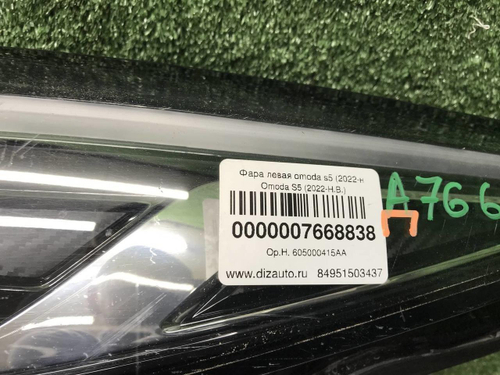 Фара левая omoda s5 (2022-н
Omoda S5 (2022-Н.В.)
0000007668838
Ор.Н. 605000415AA
www.dizauto.ru 84951503437
A766
П